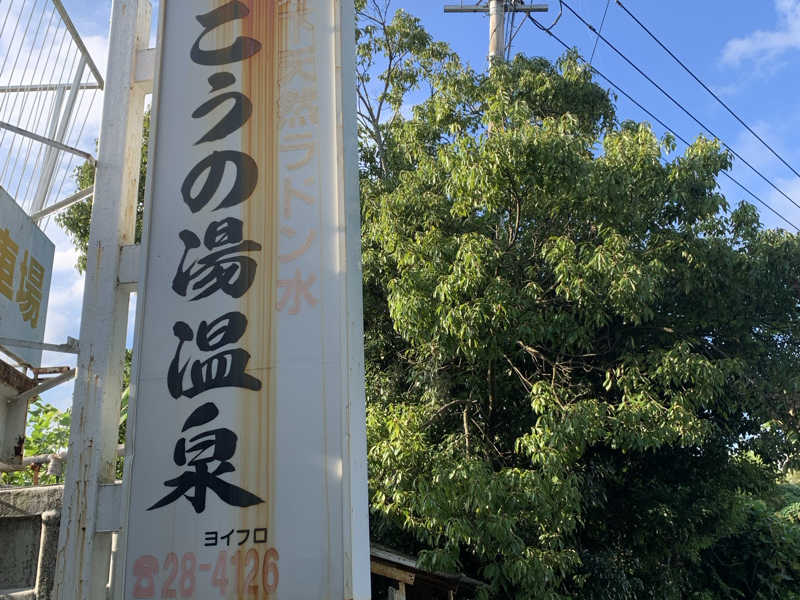 天然ラドン水
こうの湯温泉
ヨイフロ
☎28-4126
車場